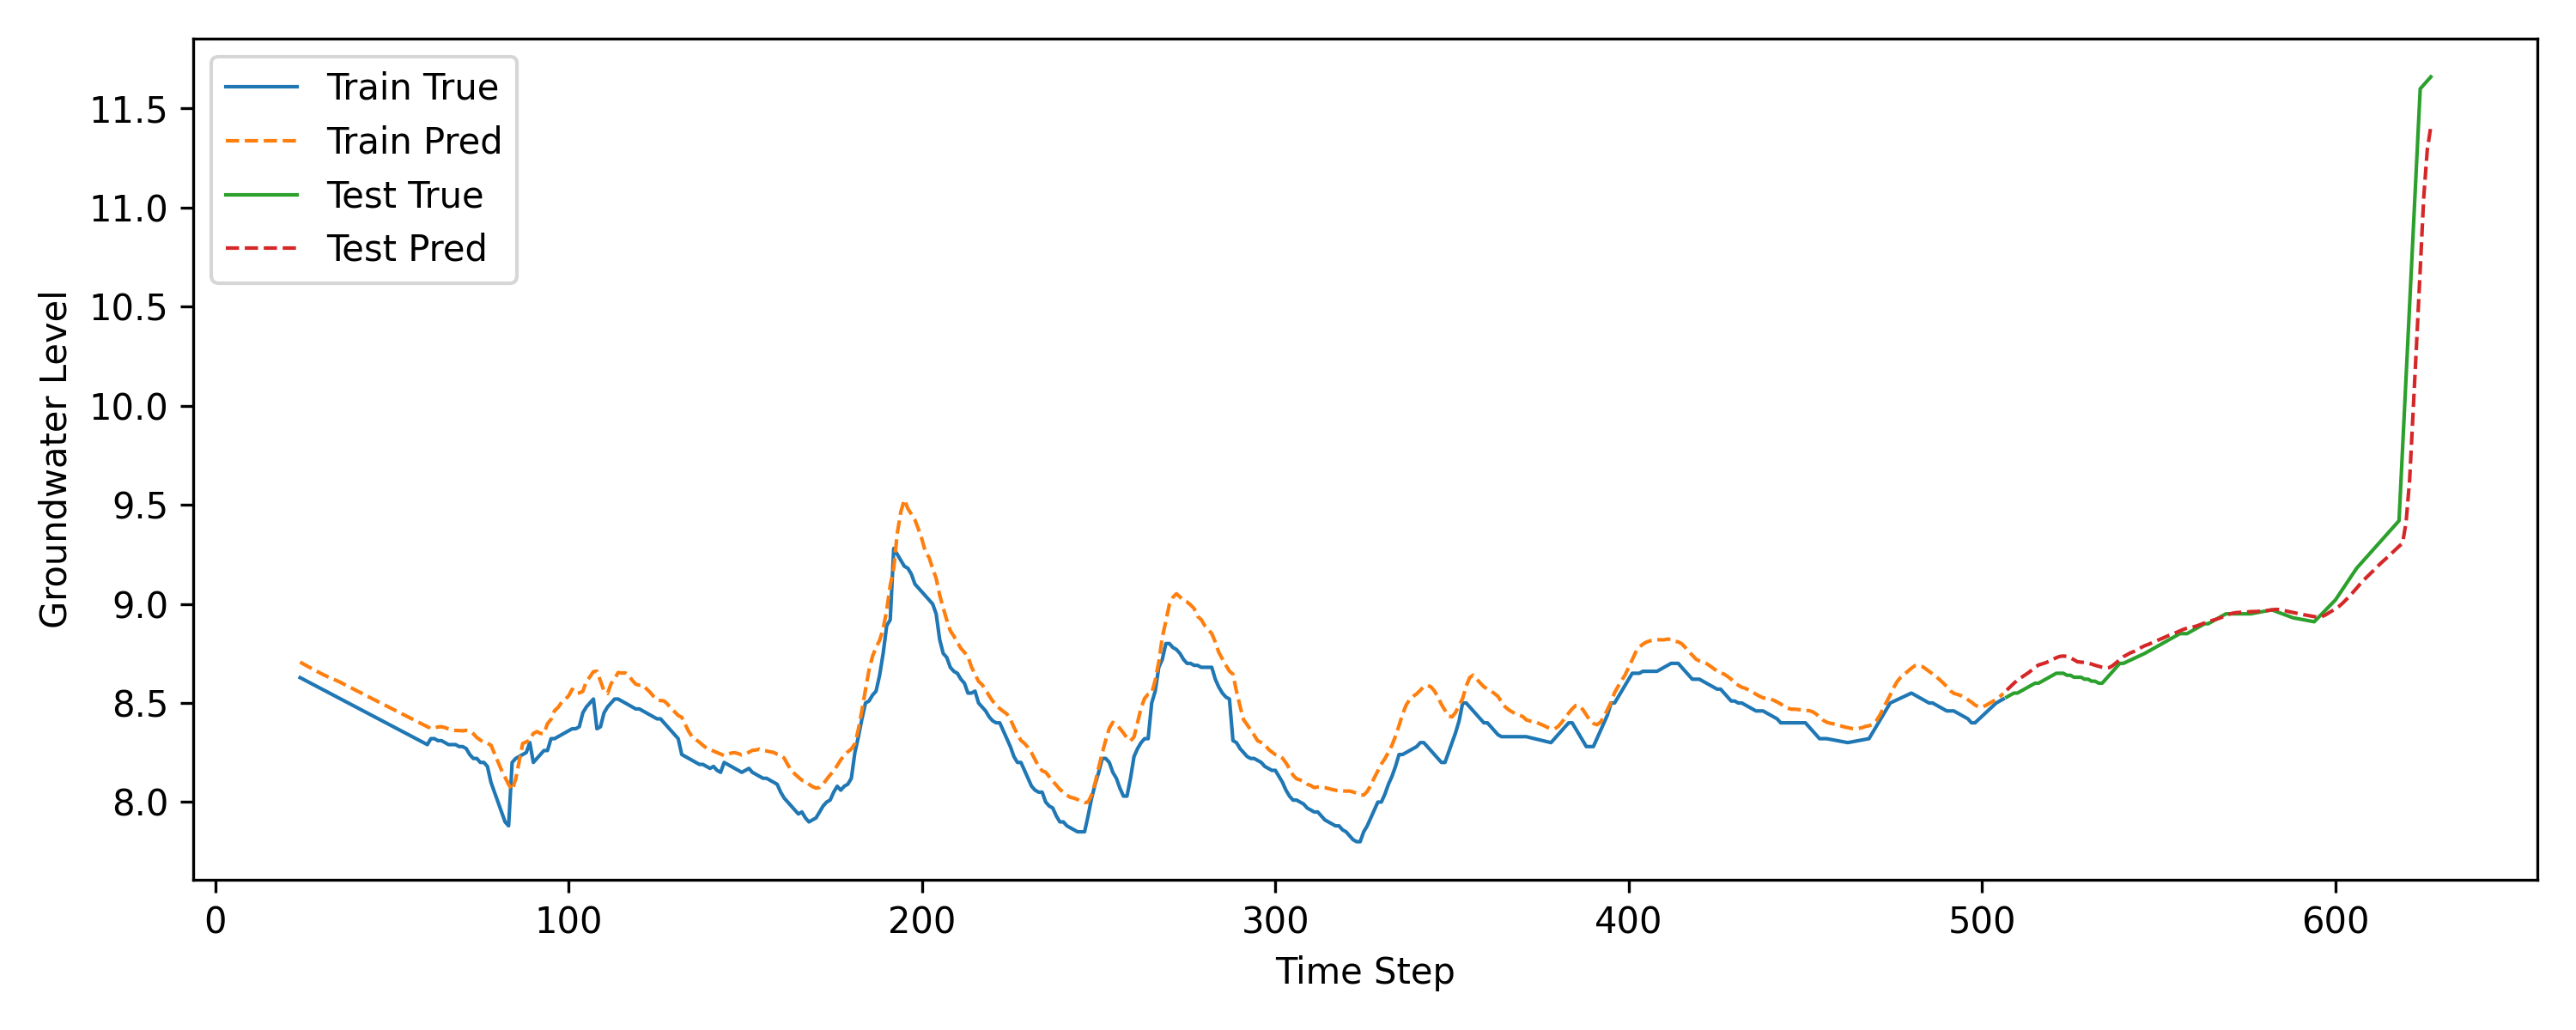 Train True
Train Pred
Test True
Test Pred
11.5
11.0
10.5
10.0
9.5
9.0
8.5
8.0
Groundwater Level
0 100 200 300 400 500 600
Time Step